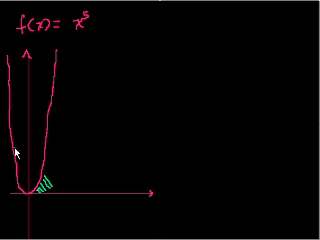 f(x) = x⁵